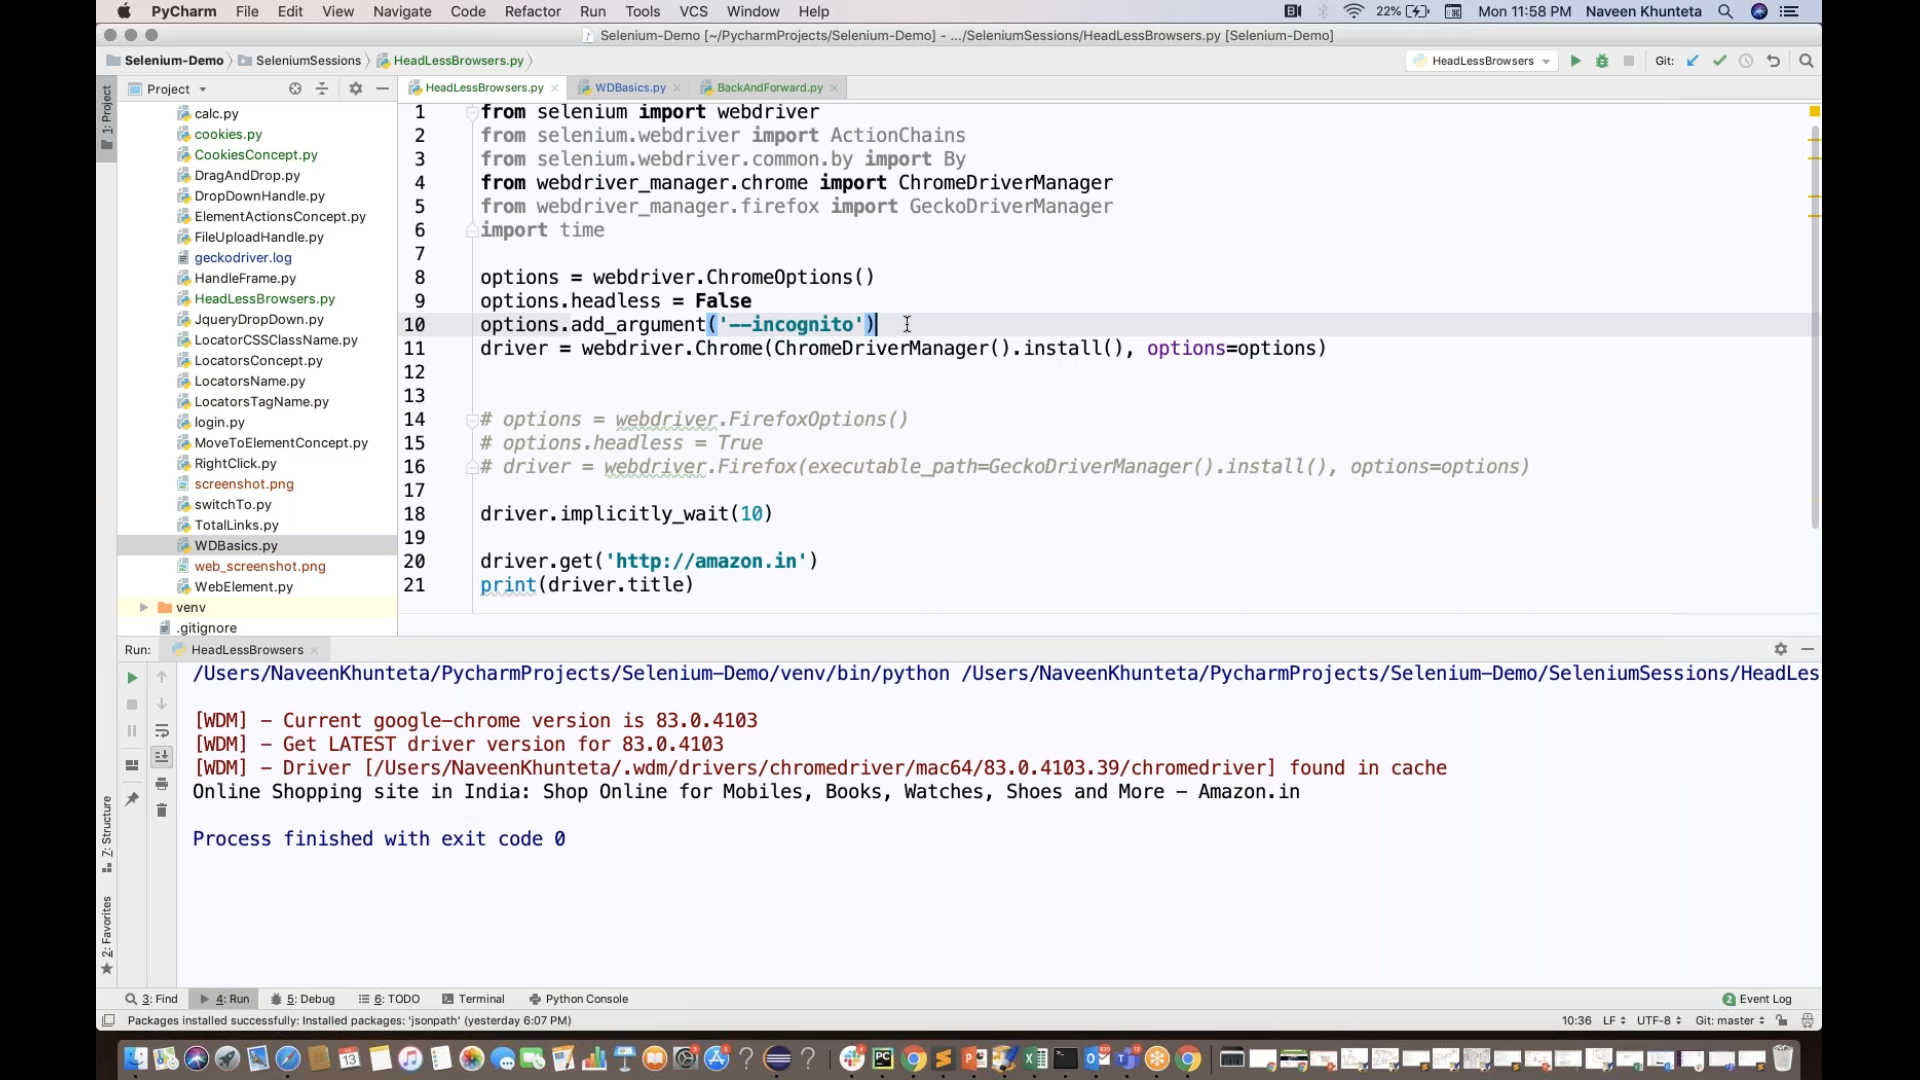 PyCharm File Edit View Navigate Code Refactor Run Tools VCS Window Help 22% Mon 11:58 PM Naveen Khunteta
Selenium-Demo [~/PycharmProjects/Selenium-Demo] - .../SeleniumSessions/HeadLessBrowsers.py [Selenium-Demo]
Selenium-Demo SeleniumSessions HeadLessBrowsers.py HeadLessBrowsers Git:
Project HeadLessBrowsers.py WDBasics.py BackAndForward.py
1: Project
calc.py
cookies.py
CookiesConcept.py
DragAndDrop.py
DropDownHandle.py
ElementActionsConcept.py
FileUploadHandle.py
geckodriver.log
HandleFrame.py
HeadLessBrowsers.py
JqueryDropDown.py
LocatorCSSClassName.py
LocatorsConcept.py
LocatorsName.py
LocatorsTagName.py
login.py
MoveToElementConcept.py
RightClick.py
screenshot.png
switchTo.py
TotalLinks.py
WDBasics.py
web_screenshot.png
WebElement.py
venv
.gitignore
1 from selenium import webdriver
2 from selenium.webdriver import ActionChains
3 from selenium.webdriver.common.by import By
4 from webdriver_manager.chrome import ChromeDriverManager
5 from webdriver_manager.firefox import GeckoDriverManager
6 import time
7
8 options = webdriver.ChromeOptions()
9 options.headless = False
10 options.add_argument('--incognito')
11 driver = webdriver.Chrome(ChromeDriverManager().install(), options=options)
12
13
14 # options = webdriver.FirefoxOptions()
15 # options.headless = True
16 # driver = webdriver.Firefox(executable_path=GeckoDriverManager().install(), options=options)
17
18 driver.implicitly_wait(10)
19
20 driver.get('http://amazon.in')
21 print(driver.title)
Run: HeadLessBrowsers
/Users/NaveenKhunteta/PycharmProjects/Selenium-Demo/venv/bin/python /Users/NaveenKhunteta/PycharmProjects/Selenium-Demo/SeleniumSessions/HeadLes
[WDM] - Current google-chrome version is 83.0.4103
[WDM] - Get LATEST driver version for 83.0.4103
[WDM] - Driver [/Users/NaveenKhunteta/.wdm/drivers/chromedriver/mac64/83.0.4103.39/chromedriver] found in cache
Online Shopping site in India: Shop Online for Mobiles, Books, Watches, Shoes and More - Amazon.in
Process finished with exit code 0
7: Structure
2: Favorites
3: Find 4: Run 5: Debug 6: TODO Terminal Python Console 2 Event Log
Packages installed successfully: Installed packages: 'jsonpath' (yesterday 6:07 PM) 10:36 LF UTF-8 Git: master